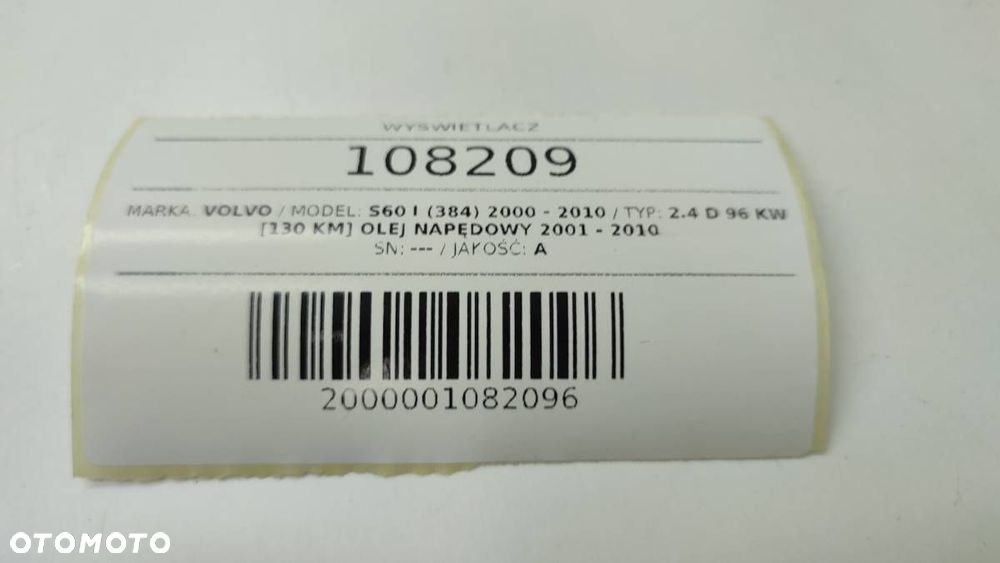 WYŚWIETLACZ
108209
MARKA: VOLVO / MODEL: S60 I (384) 2000 - 2010 / TYP: 2.4 D 96 KW
[130 KM] OLEJ NAPĘDOWY 2001 - 2010
SN: --- / JAKOŚĆ: A
2000001082096
OTOMOTO